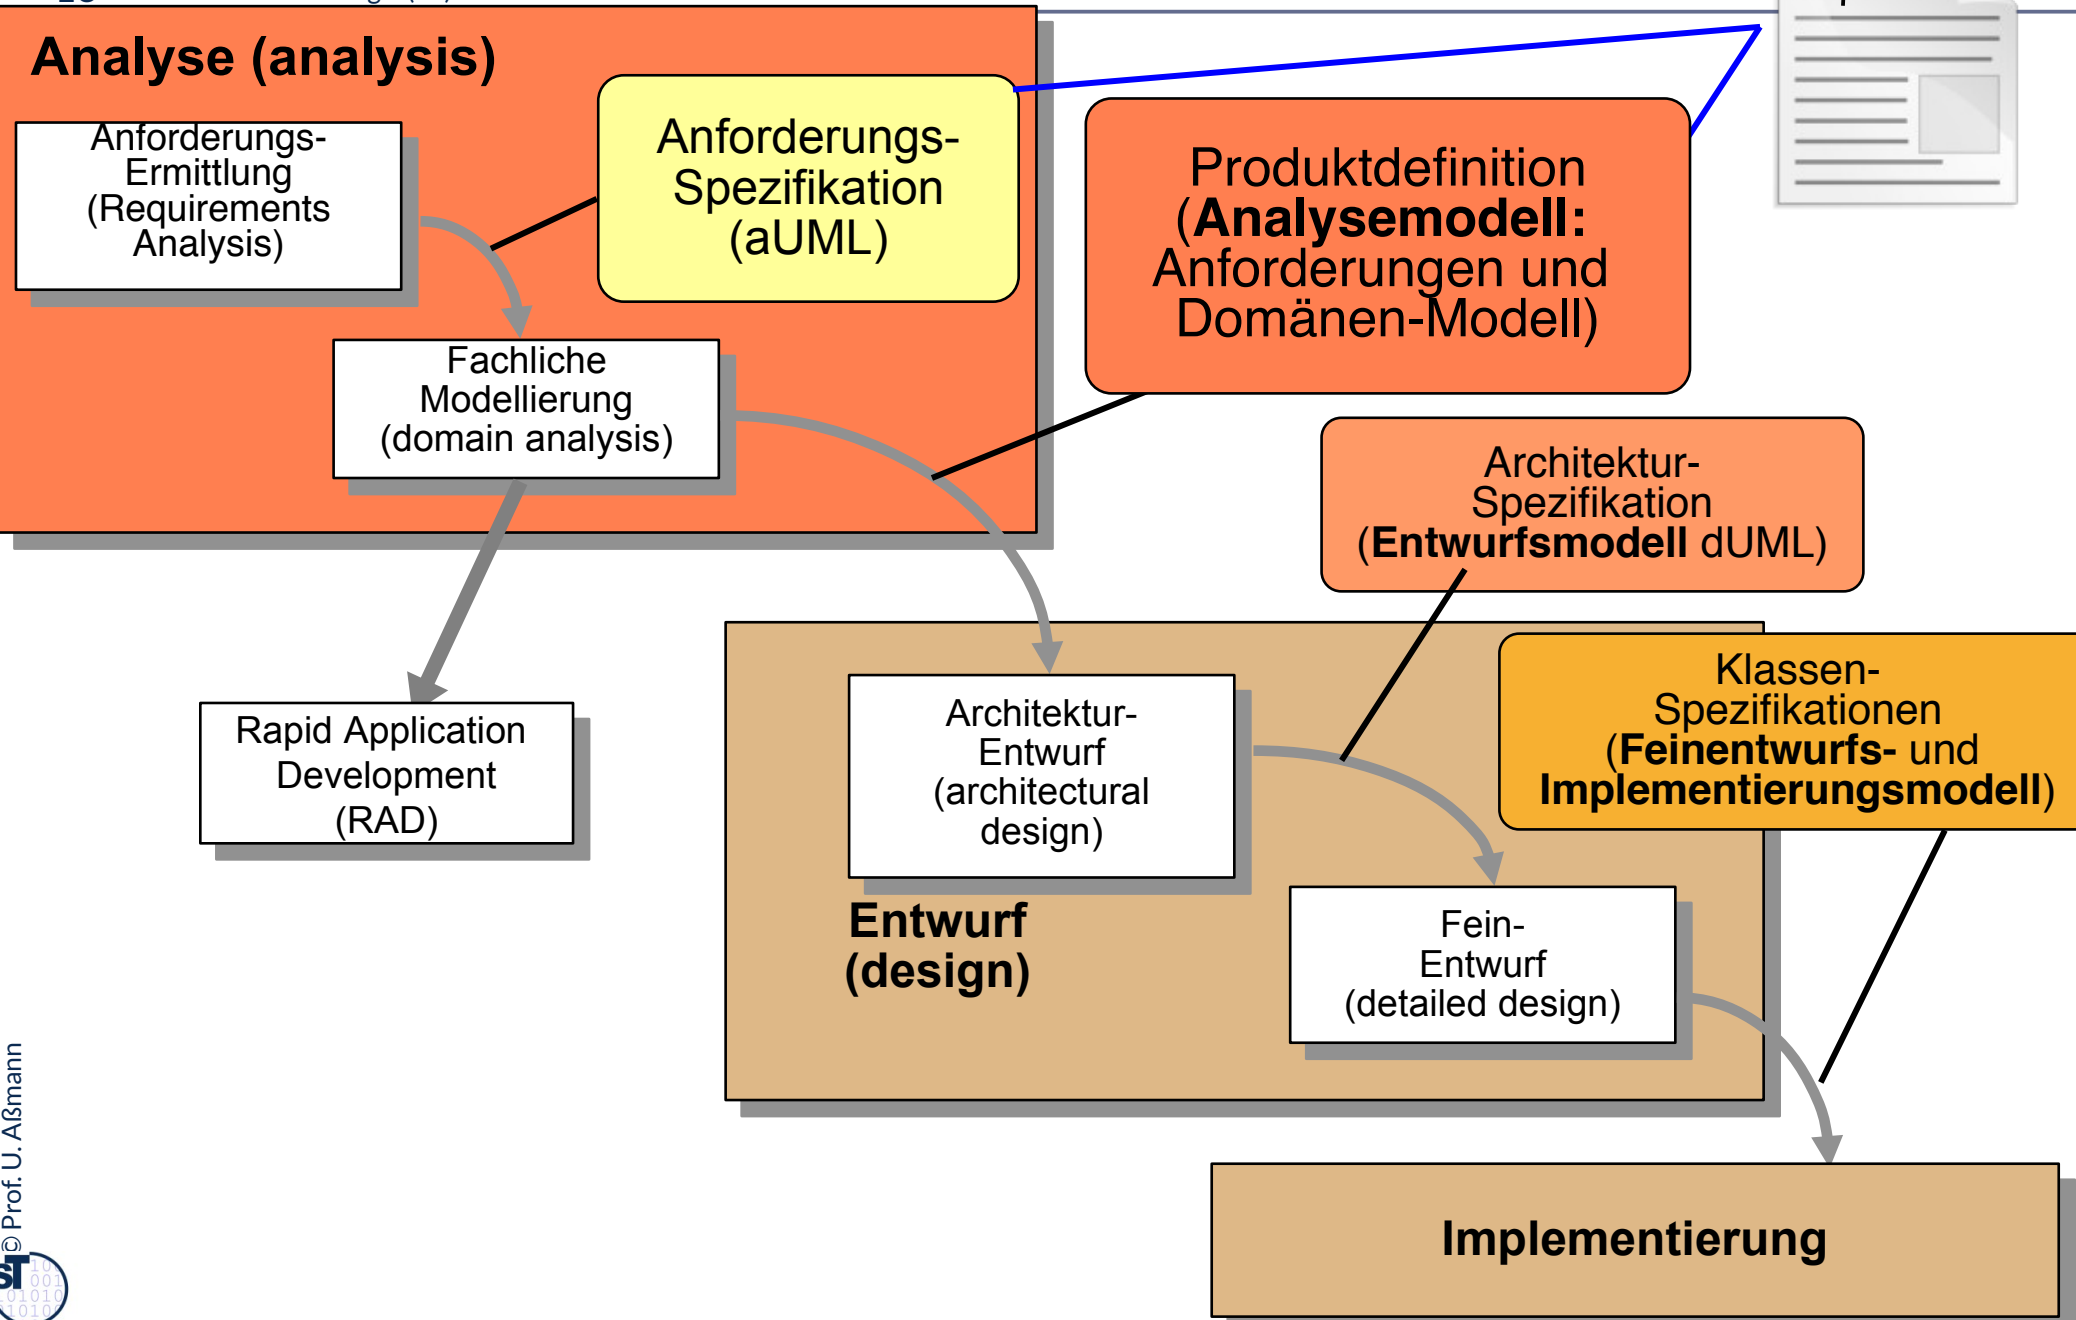 Analyse (analysis)
Anforderungs-
Ermittlung
(Requirements
Analysis)
Anforderungs-
Spezifikation
(aUML)
Produktdefinition
(Analysemodell:
Anforderungen und
Domänen-Modell)
Fachliche
Modellierung
(domain analysis)
Architektur-
Spezifikation
(Entwurfsmodell dUML)
Klassen-
Spezifikationen
(Feinentwurfs- und
Implementierungsmodell)
Rapid Application
Development
(RAD)
Architektur-
Entwurf
(architectural
design)
Entwurf
(design)
Fein-
Entwurf
(detailed design)
Implementierung
© Prof. U. Aßmann
ST